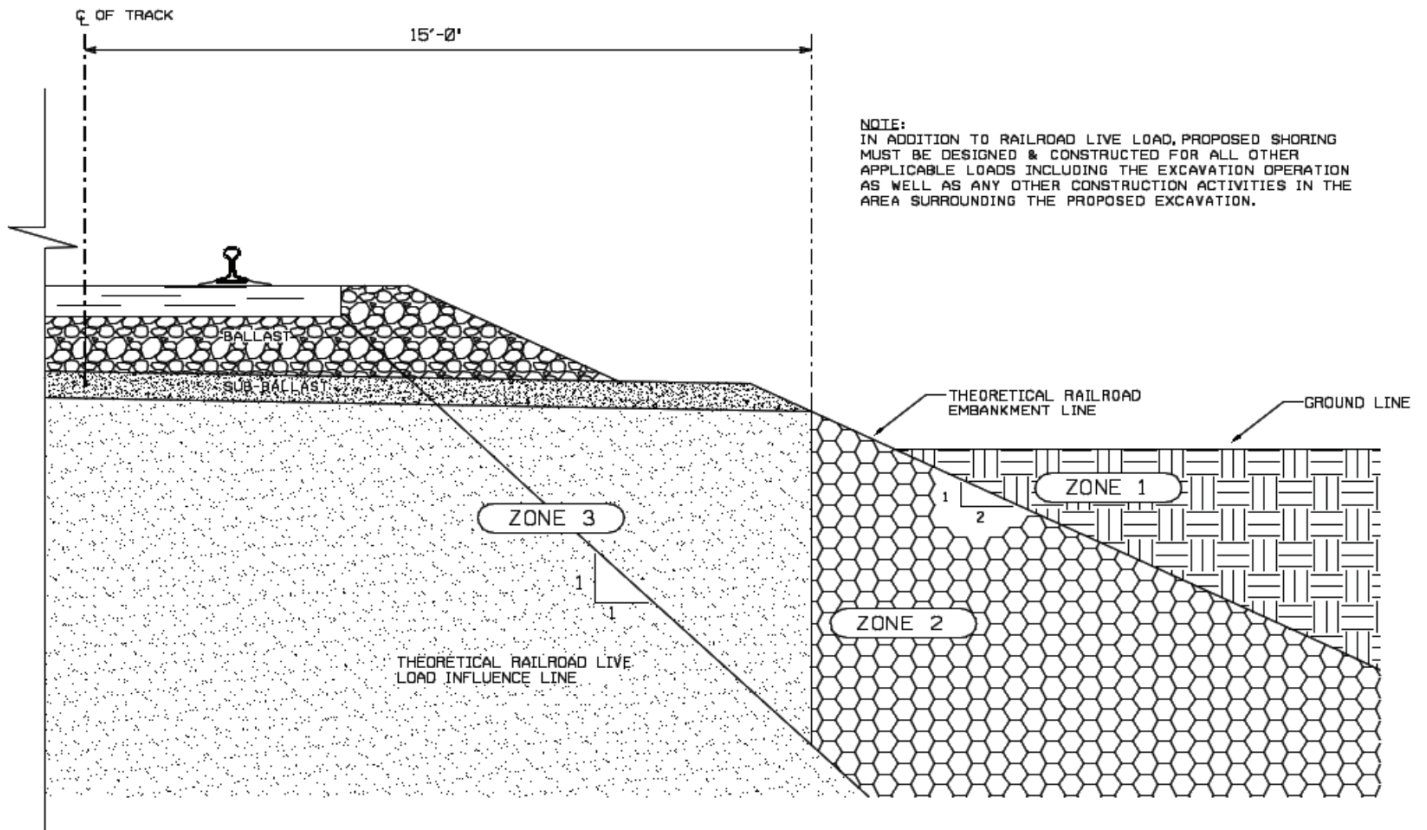 ℄ OF TRACK
15'-0"
NOTE:
IN ADDITION TO RAILROAD LIVE LOAD, PROPOSED SHORING
MUST BE DESIGNED & CONSTRUCTED FOR ALL OTHER
APPLICABLE LOADS INCLUDING THE EXCAVATION OPERATION
AS WELL AS ANY OTHER CONSTRUCTION ACTIVITIES IN THE
AREA SURROUNDING THE PROPOSED EXCAVATION.
BALLAST
SUB-BALLAST
THEORETICAL RAILROAD
EMBANKMENT LINE
GROUND LINE
ZONE 1
1
2
ZONE 3
1
1
ZONE 2
THEORETICAL RAILROAD LIVE
LOAD INFLUENCE LINE